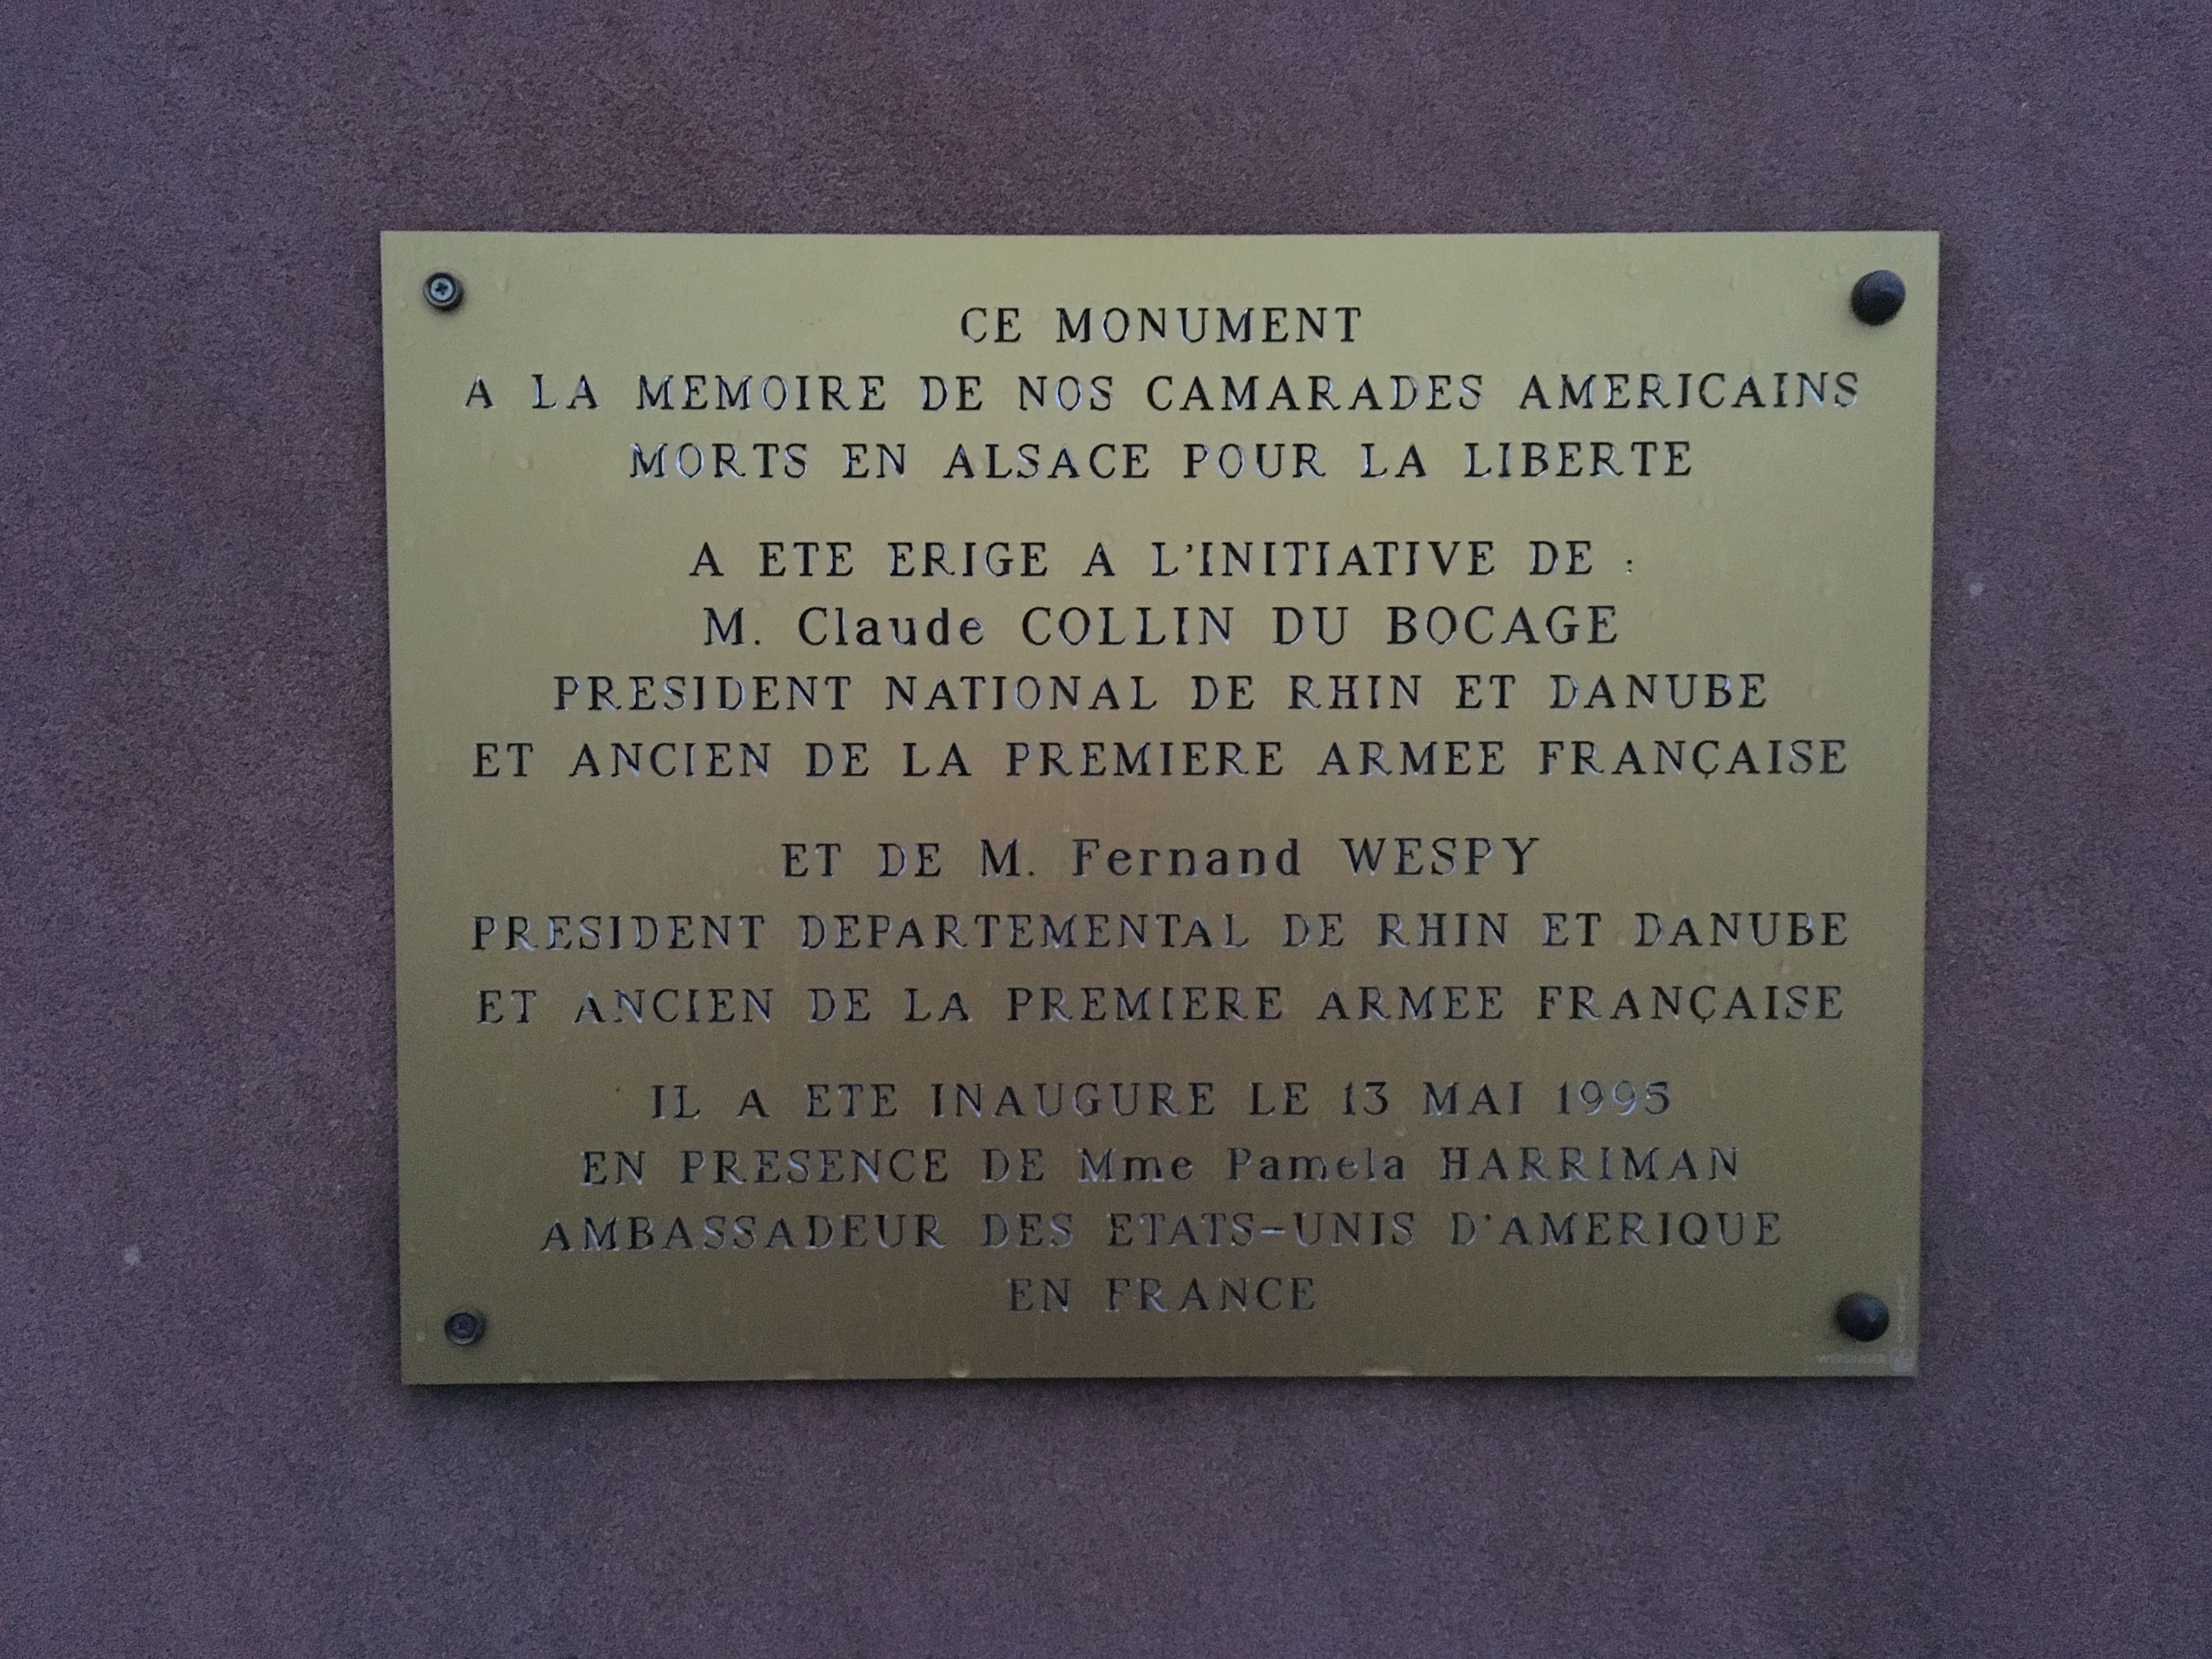 CE MONUMENT
A LA MEMOIRE DE NOS CAMARADES AMERICAINS
MORTS EN ALSACE POUR LA LIBERTE
A ETE ERIGE A L'INITIATIVE DE :
M. Claude COLLIN DU BOCAGE
PRESIDENT NATIONAL DE RHIN ET DANUBE
ET ANCIEN DE LA PREMIERE ARMEE FRANÇAISE
ET DE M. Fernand WESPY
PRESIDENT DEPARTEMENTAL DE RHIN ET DANUBE
ET ANCIEN DE LA PREMIERE ARMEE FRANÇAISE
IL A ETE INAUGURE LE 13 MAI 1995
EN PRESENCE DE Mme Pamela HARRIMAN
AMBASSADEUR DES ETATS-UNIS D'AMERIQUE
EN FRANCE